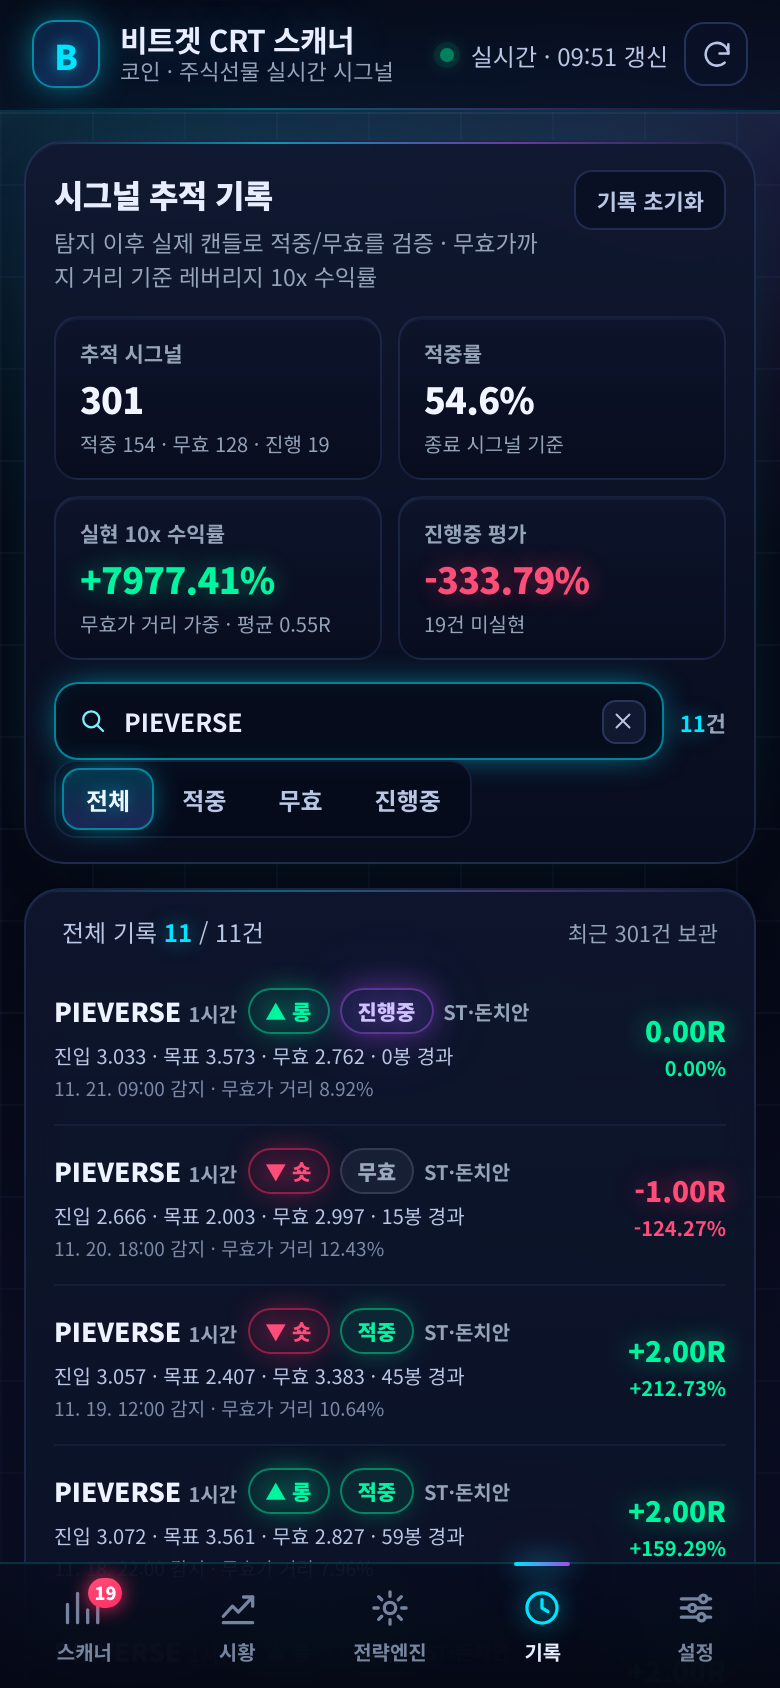 B
비트겟 CRT 스캐너
코인 · 주식선물 실시간 시그널
실시간 · 09:51 갱신
시그널 추적 기록
기록 초기화
탐지 이후 실제 캔들로 적중/무효를 검증 · 무효가까
지 거리 기준 레버리지 10x 수익률
추적 시그널
301
적중 154 · 무효 128 · 진행 19
적중률
54.6%
종료 시그널 기준
실현 10x 수익률
+7977.41%
무효가 거리 가중 · 평균 0.55R
진행중 평가
-333.79%
19건 미실현
PIEVERSE
11건
전체 적중 무효 진행중
전체 기록 11 / 11건
최근 301건 보관
PIEVERSE 1시간 ▲ 롱 진행중 ST·돈치안
진입 3.033 · 목표 3.573 · 무효 2.762 · 0봉 경과
11. 21. 09:00 감지 · 무효가 거리 8.92%
0.00R
0.00%
PIEVERSE 1시간 ▼ 숏 무효 ST·돈치안
진입 2.666 · 목표 2.003 · 무효 2.997 · 15봉 경과
11. 20. 18:00 감지 · 무효가 거리 12.43%
-1.00R
-124.27%
PIEVERSE 1시간 ▼ 숏 적중 ST·돈치안
진입 3.057 · 목표 2.407 · 무효 3.383 · 45봉 경과
11. 19. 12:00 감지 · 무효가 거리 10.64%
+2.00R
+212.73%
PIEVERSE 1시간 ▲ 롱 적중 ST·돈치안
진입 3.072 · 목표 3.561 · 무효 2.827 · 59봉 경과
11. 18. 22:00 감지 · 무효가 거리 7.96%
+2.00R
+159.29%
19
스캐너
시황
전략엔진
기록
설정